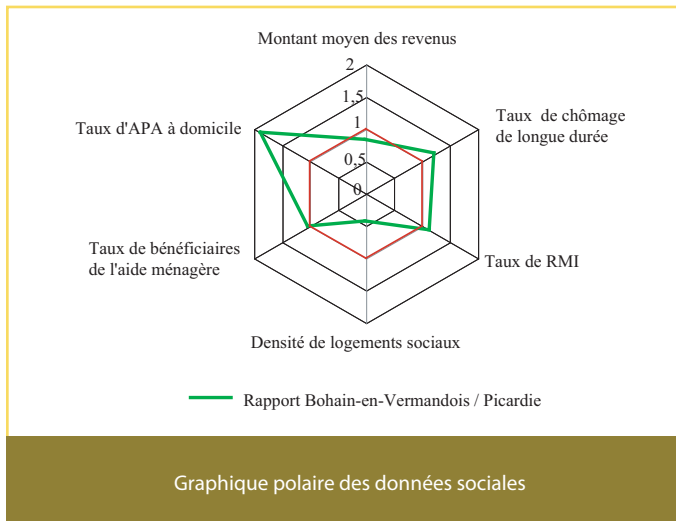 Montant moyen des revenus
2
1,5
1
0,5
0
Taux de chômage
de longue durée
Taux de RMI
Densité de logements sociaux
Taux de bénéficiaires
de l'aide ménagère
Taux d'APA à domicile
Rapport Bohain-en-Vermandois / Picardie
Graphique polaire des données sociales